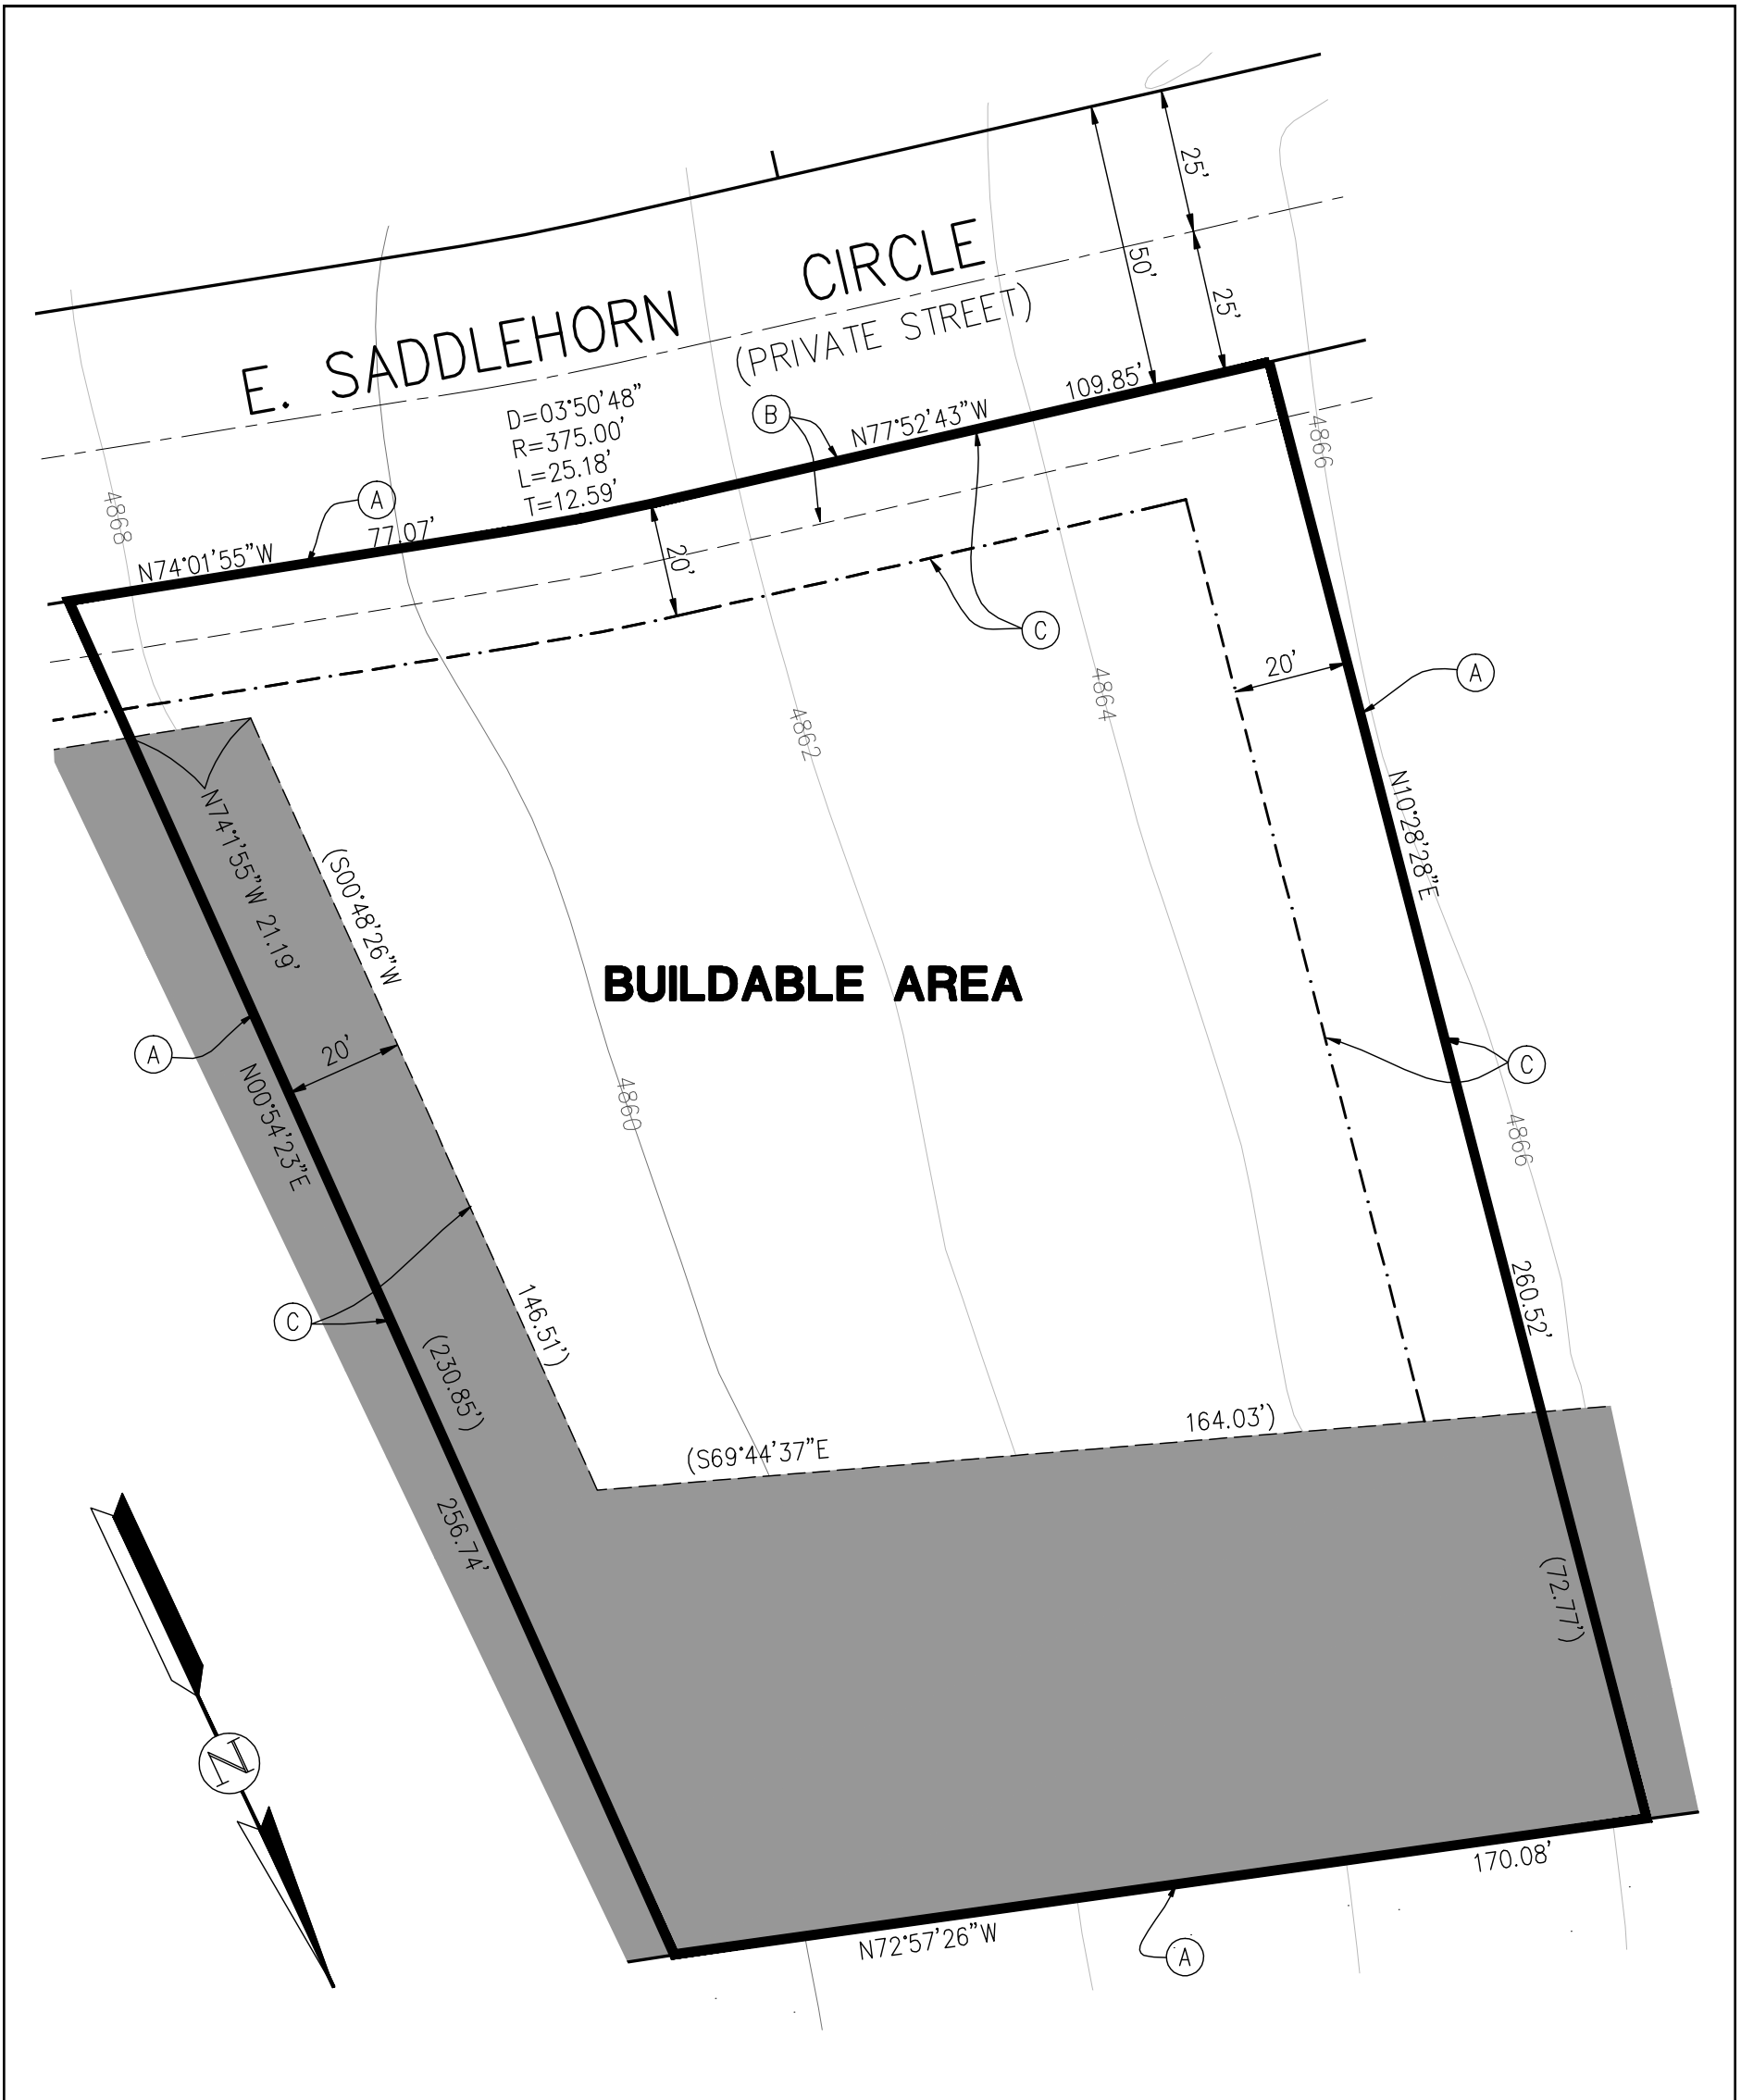 25'
50'
25'
E. SADDLEHORN CIRCLE
(PRIVATE STREET)
D=03°50'48"
R=375.00'
L=25.18'
T=12.59'
B
N77°52'43"W
109.85'
4866
4868
A
77.07'
N74°01'55"W
20'
C
20'
A
4864
4862
N74°1'55"W 21.19'
(S00°48'26"W
N10°28'28"E
BUILDABLE AREA
A
20'
N00°54'23"E
4860
C
4866
C
146.51')
(230.85')
260.52'
164.03')
(S69°44'37"E
256.74'
(72.77')
N
170.08'
N72°57'26"W
A